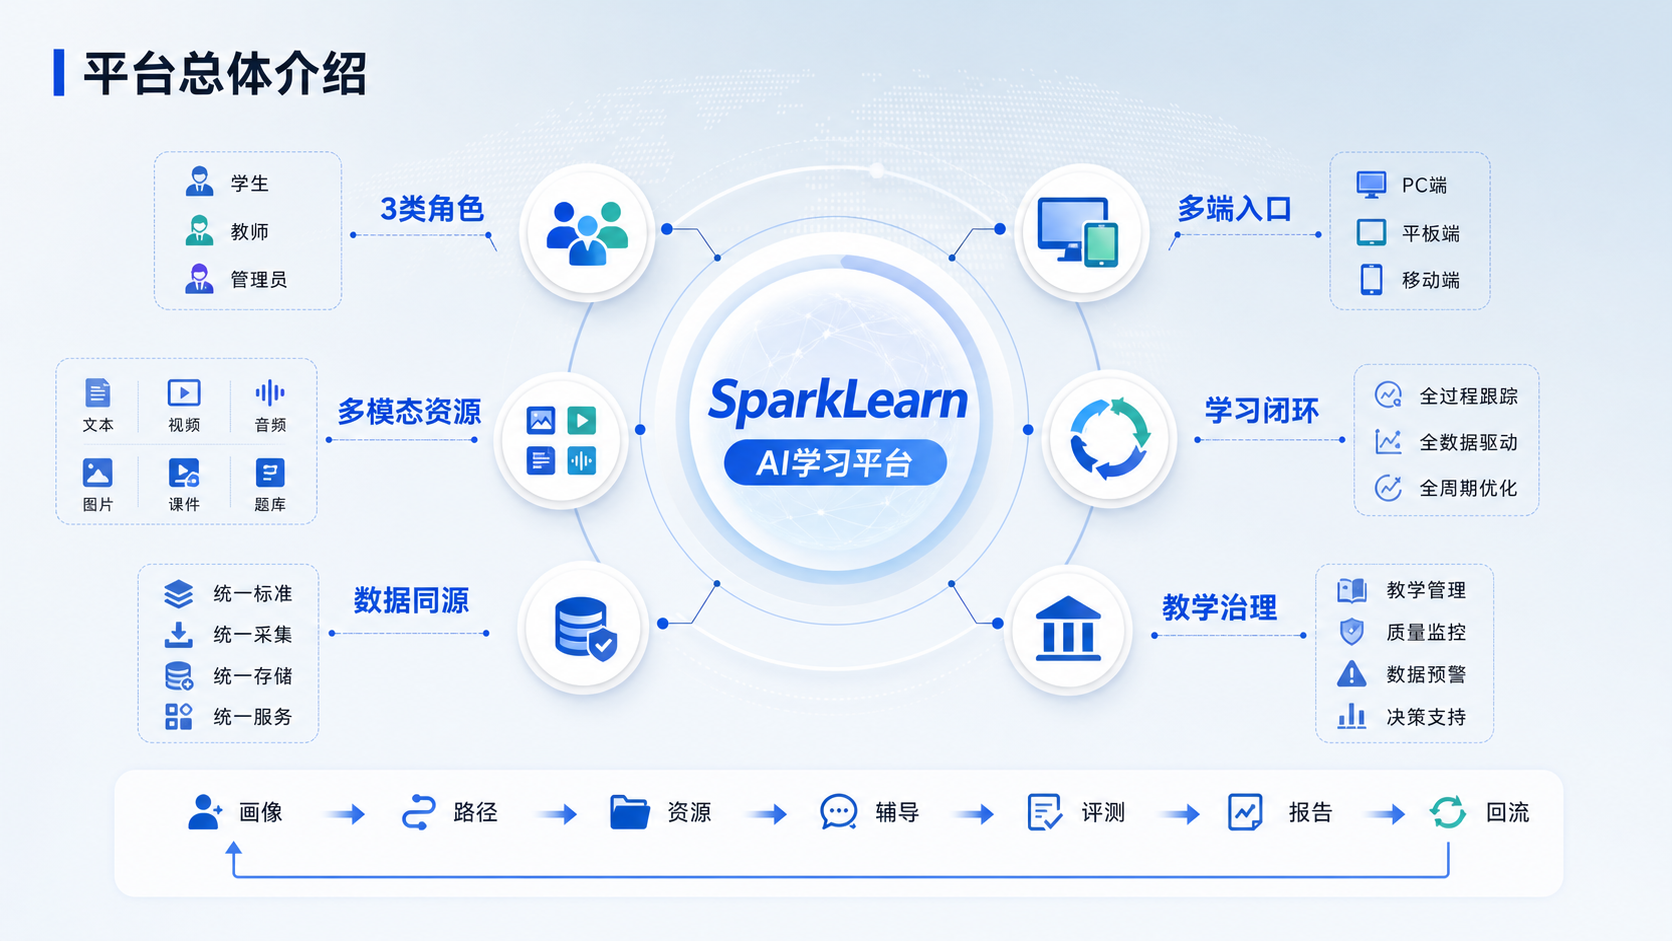 平台总体介绍
3类角色
学生
教师
管理员
多模态资源
文本
视频
音频
图片
课件
题库
数据同源
统一标准
统一采集
统一存储
统一服务
SparkLearn
AI学习平台
多端入口
PC端
平板端
移动端
学习闭环
全过程跟踪
全数据驱动
全周期优化
教学治理
教学管理
质量监控
数据预警
决策支持
画像
路径
资源
辅导
评测
报告
回流